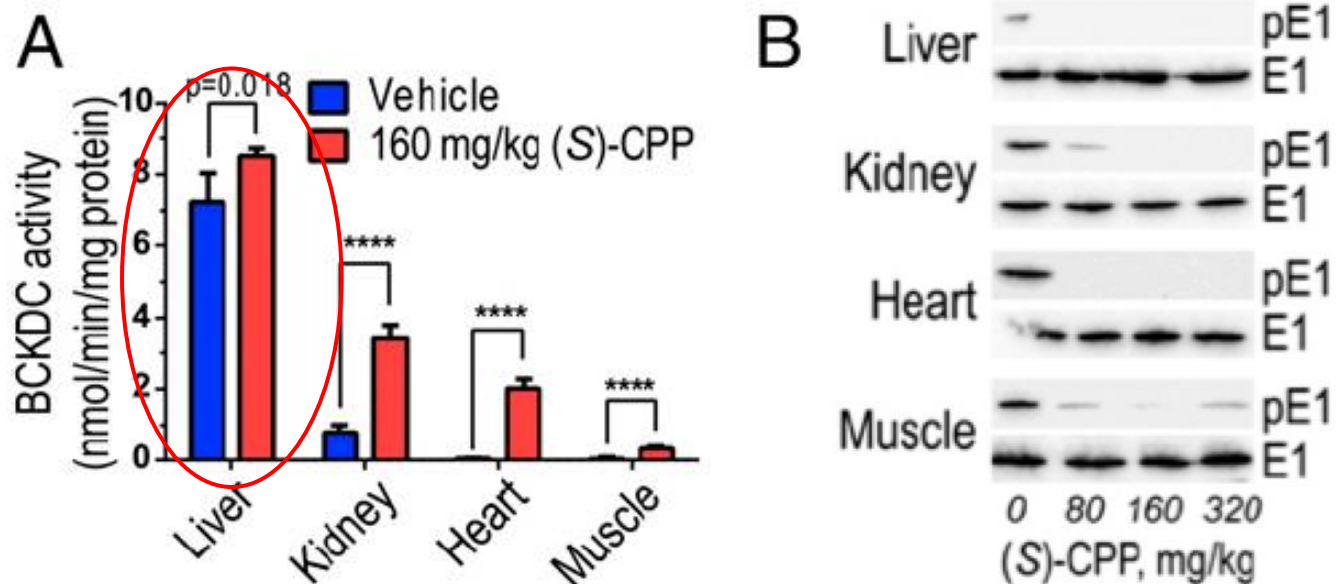 A
p=0.018
Vehicle
160 mg/kg (S)-CPP
BCKDC activity
(nmol/min/mg protein)
10
8
6
4
2
0
****
****
****
Liver
Kidney
Heart
Muscle
B
Liver
pE1
E1
Kidney
pE1
E1
Heart
pE1
E1
Muscle
pE1
E1
0 80 160 320
(S)-CPP, mg/kg